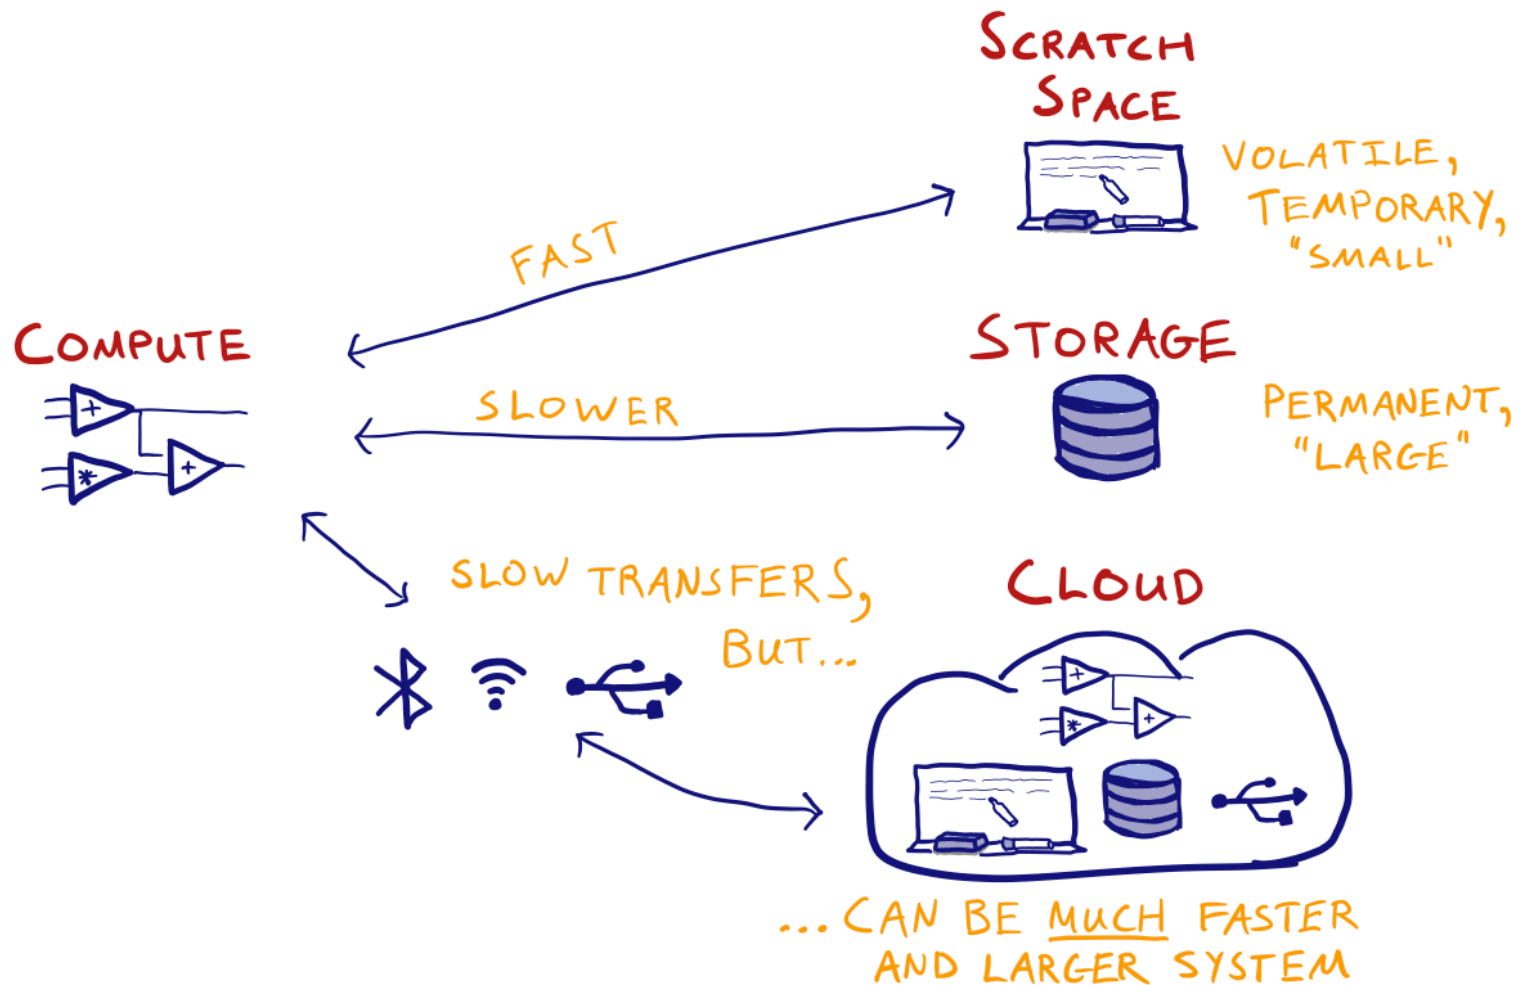 SCRATCH
SPACE
VOLATILE,
TEMPORARY,
"SMALL"
FAST
COMPUTE
+
*
+
STORAGE
SLOWER
PERMANENT,
"LARGE"
SLOW TRANSFERS,
BUT...
CLOUD
+
*
+
...CAN BE MUCH FASTER
AND LARGER SYSTEM